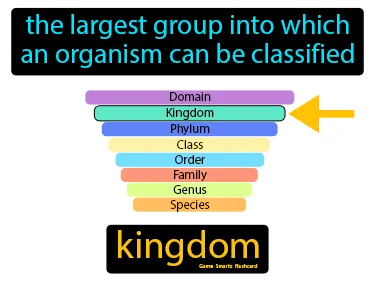 the largest group into which
an organism can be classified
Domain
Kingdom
Phylum
Class
Order
Family
Genus
Species
kingdom
Game Smartz flashcard